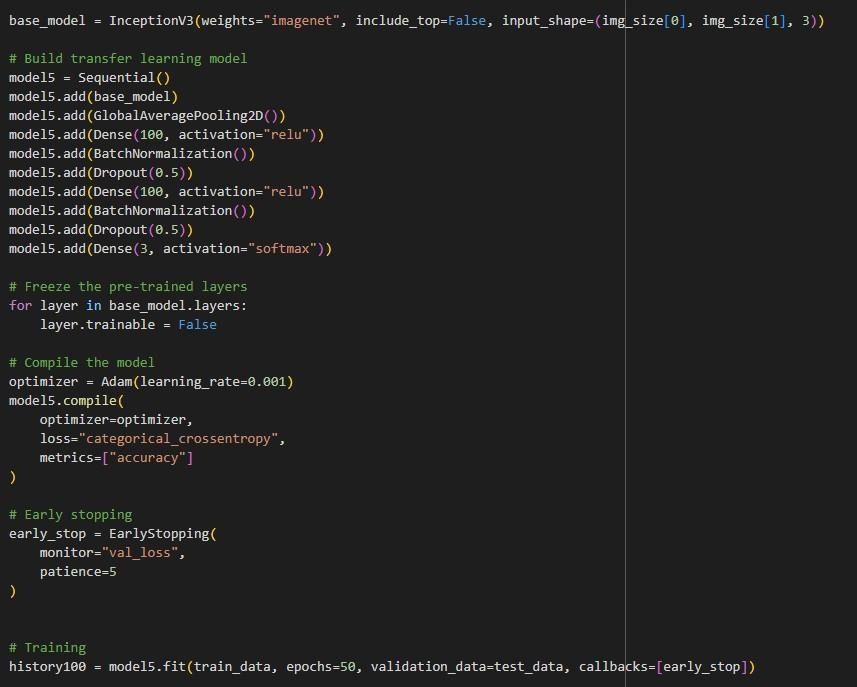 base_model = InceptionV3(weights="imagenet", include_top=False, input_shape=(img_size[0], img_size[1], 3))

# Build transfer learning model
model5 = Sequential()
model5.add(base_model)
model5.add(GlobalAveragePooling2D())
model5.add(Dense(100, activation="relu"))
model5.add(BatchNormalization())
model5.add(Dropout(0.5))
model5.add(Dense(100, activation="relu"))
model5.add(BatchNormalization())
model5.add(Dropout(0.5))
model5.add(Dense(3, activation="softmax"))

# Freeze the pre-trained layers
for layer in base_model.layers:
    layer.trainable = False

# Compile the model
optimizer = Adam(learning_rate=0.001)
model5.compile(
    optimizer=optimizer,
    loss="categorical_crossentropy",
    metrics=["accuracy"]
)

# Early stopping
early_stop = EarlyStopping(
    monitor="val_loss",
    patience=5
)

# Training
history100 = model5.fit(train_data, epochs=50, validation_data=test_data, callbacks=[early_stop])